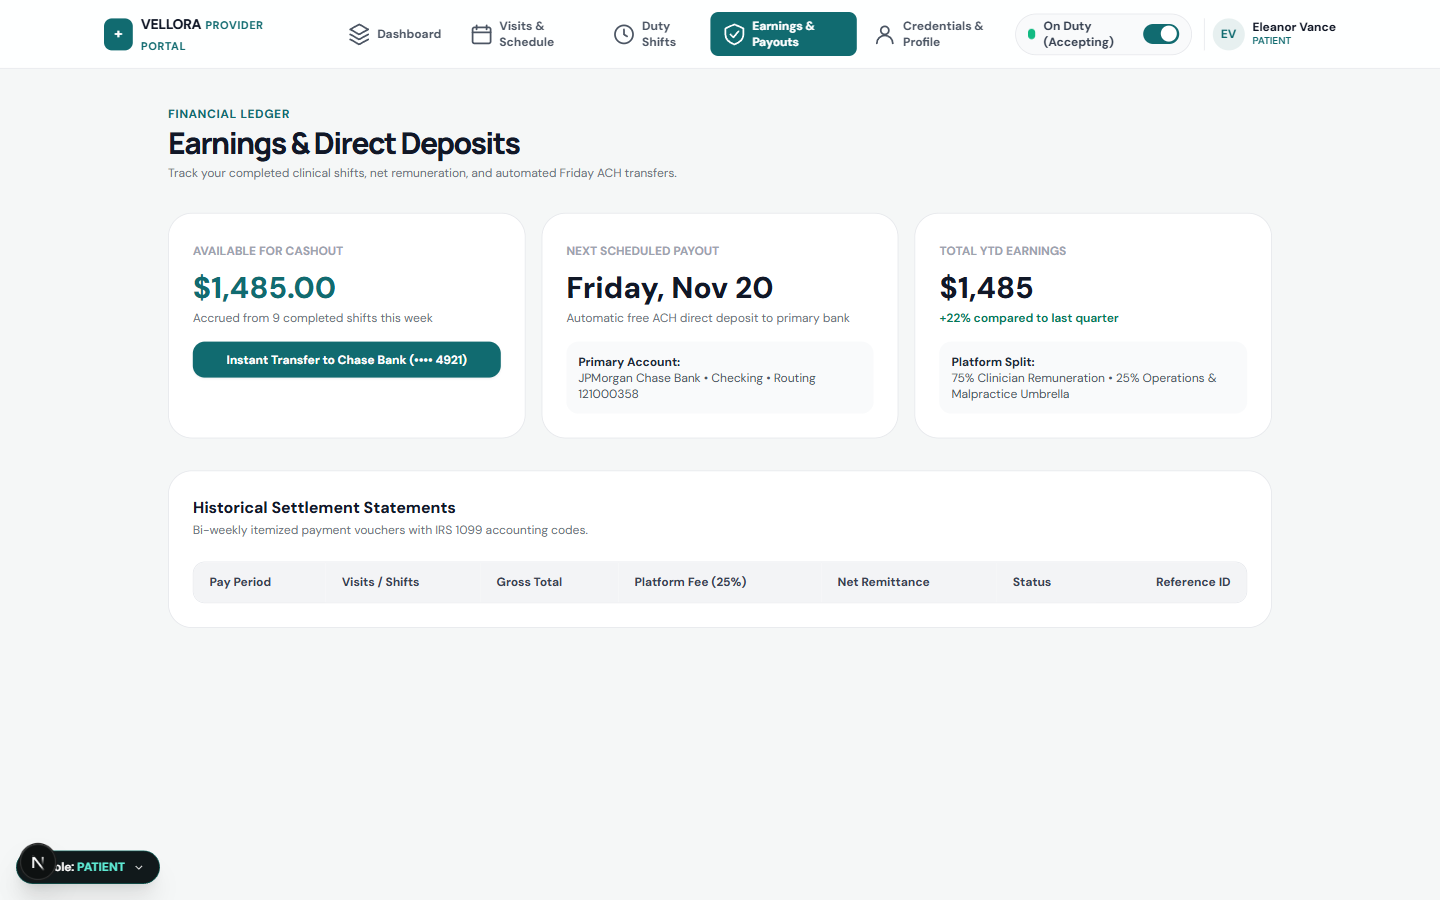 +
VELLORA PROVIDER
PORTAL
Dashboard
Visits &
Schedule
Duty
Shifts
Earnings &
Payouts
Credentials &
Profile
On Duty
(Accepting)
EV
Eleanor Vance
PATIENT
FINANCIAL LEDGER
Earnings & Direct Deposits
Track your completed clinical shifts, net remuneration, and automated Friday ACH transfers.
AVAILABLE FOR CASHOUT
$1,485.00
Accrued from 9 completed shifts this week
Instant Transfer to Chase Bank (•••• 4921)
NEXT SCHEDULED PAYOUT
Friday, Nov 20
Automatic free ACH direct deposit to primary bank
Primary Account:
JPMorgan Chase Bank • Checking • Routing
121000358
TOTAL YTD EARNINGS
$1,485
+22% compared to last quarter
Platform Split:
75% Clinician Remuneration • 25% Operations &
Malpractice Umbrella
Historical Settlement Statements
Bi-weekly itemized payment vouchers with IRS 1099 accounting codes.
Pay Period Visits / Shifts Gross Total Platform Fee (25%) Net Remittance Status Reference ID
N ole: PATIENT